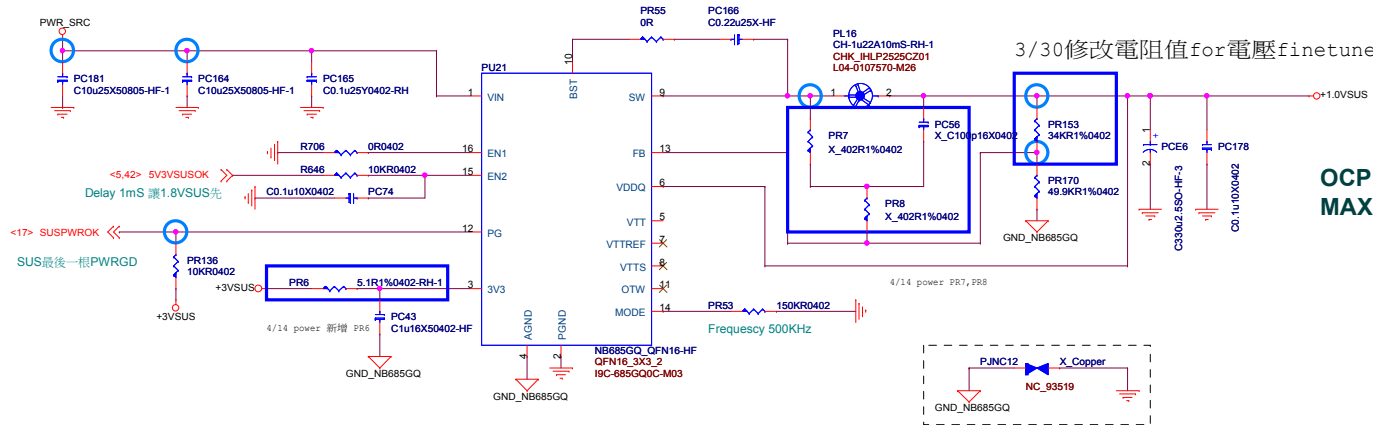 PWR_SRC
PC181
C10u25X50805-HF-1
PC164
C10u25X50805-HF-1
PC165
C0.1u25Y0402-RH
PR55
0R
PC166
C0.22u25X-HF
PL16
CH-1u22A10mS-RH-1
CHK_IHLP2525CZ01
L04-0107570-M26
3/30修改電阻值for電壓finetune
PU21
10
BST
1
VIN
SW
9
1
2
+1.0VSUS
PR7
X_402R1%0402
PC56
X_C100p16X0402
PR153
34KR1%0402
1
+
2
PCE6
C330u2.5SO-HF-3
PC178
C0.1u10X0402
R706
0R0402
16
EN1
FB
13
R646
10KR0402
<5,42> 5V3VSUSOK
15
EN2
Delay 1mS 讓1.8VSUS先
C0.1u10X0402
PC74
VDDQ
6
PR8
X_402R1%0402
PR170
49.9KR1%0402
OCP
MAX
VTT
5
<17> SUSPWROK
12
PG
VTTREF
7
GND_NB685GQ
SUS最後一根PWRGD
PR136
10KR0402
VTTS
8
+3VSUS
PR6
5.1R1%0402-RH-1
3
3V3
OTW
11
4/14 power PR7,PR8
+3VSUS
4/14 power 新增 PR6
PC43
C1u16X50402-HF
MODE
14
PR53
150KR0402
Frequescy 500KHz
AGND
PGND
4
2
GND_NB685GQ
NB685GQ_QFN16-HF
QFN16_3X3_2
I9C-685GQ0C-M03
GND_NB685GQ
PJNC12
X_Copper
NC_93519
GND_NB685GQ